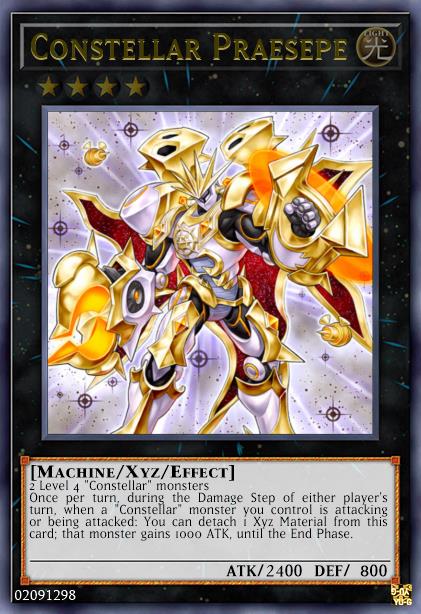 CONSTELLAR PRAESEPE
LIGHT
光
[MACHINE/XYZ/EFFECT]
2 Level 4 "Constellar" monsters
Once per turn, during the Damage Step of either player's
turn, when a "Constellar" monster you control is attacking
or being attacked: You can detach 1 Xyz Material from this
card; that monster gains 1000 ATK, until the End Phase.
ATK/2400 DEF/ 800
02091298